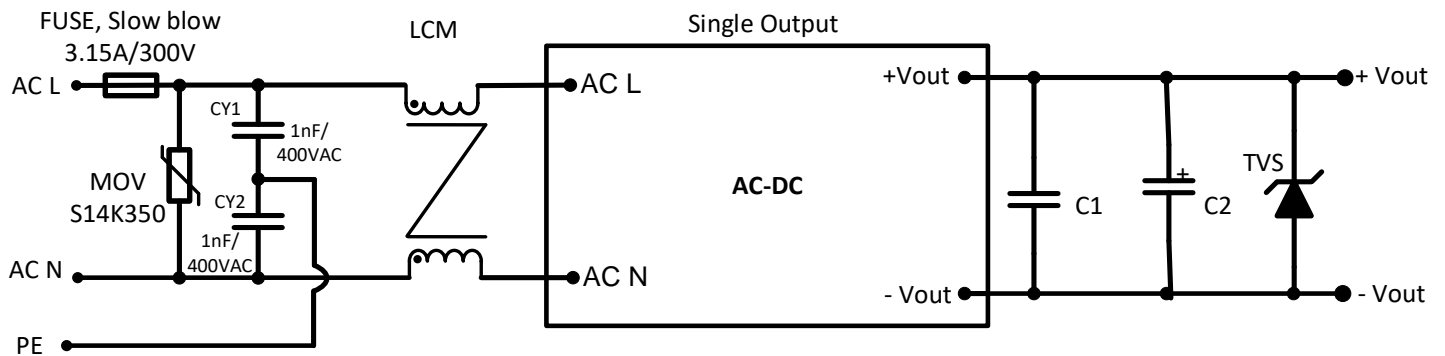 FUSE, Slow blow
3.15A/300V
LCM
Single Output
AC L
CY1
1nF/
400VAC
AC L
+Vout
+ Vout
MOV
S14K350
CY2
1nF/
400VAC
AC-DC
C1
+
C2
TVS
AC N
AC N
- Vout
- Vout
PE